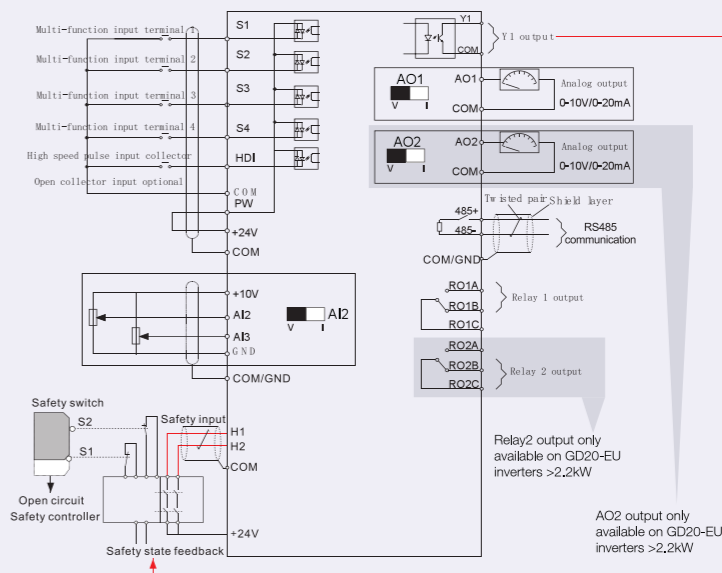 Multi-function input terminal 1
S1
Multi-function input terminal 2
S2
Multi-function input terminal 3
S3
Multi-function input terminal 4
S4
High speed pulse input collector
HDI
Open collector input optional
COM
PW
+24V
COM
Y1
COM
Y1 output
AO1
V I
AO1
COM
Analog output
0-10V/0-20mA
AO2
V I
AO2
COM
Analog output
0-10V/0-20mA
Twisted pair
Shield layer
485+
485-
RS485
communication
COM/GND
+10V
AI2
AI3
GND
V I
AI2
COM/GND
RO1A
RO1B
RO1C
Relay 1 output
RO2A
RO2B
RO2C
Relay 2 output
Safety switch
S2
S1
Open circuit
Safety controller
Safety input
H1
H2
COM
+24V
Safety state feedback
Relay2 output only
available on GD20-EU
inverters >2.2kW
AO2 output only
available on GD20-EU
inverters >2.2kW